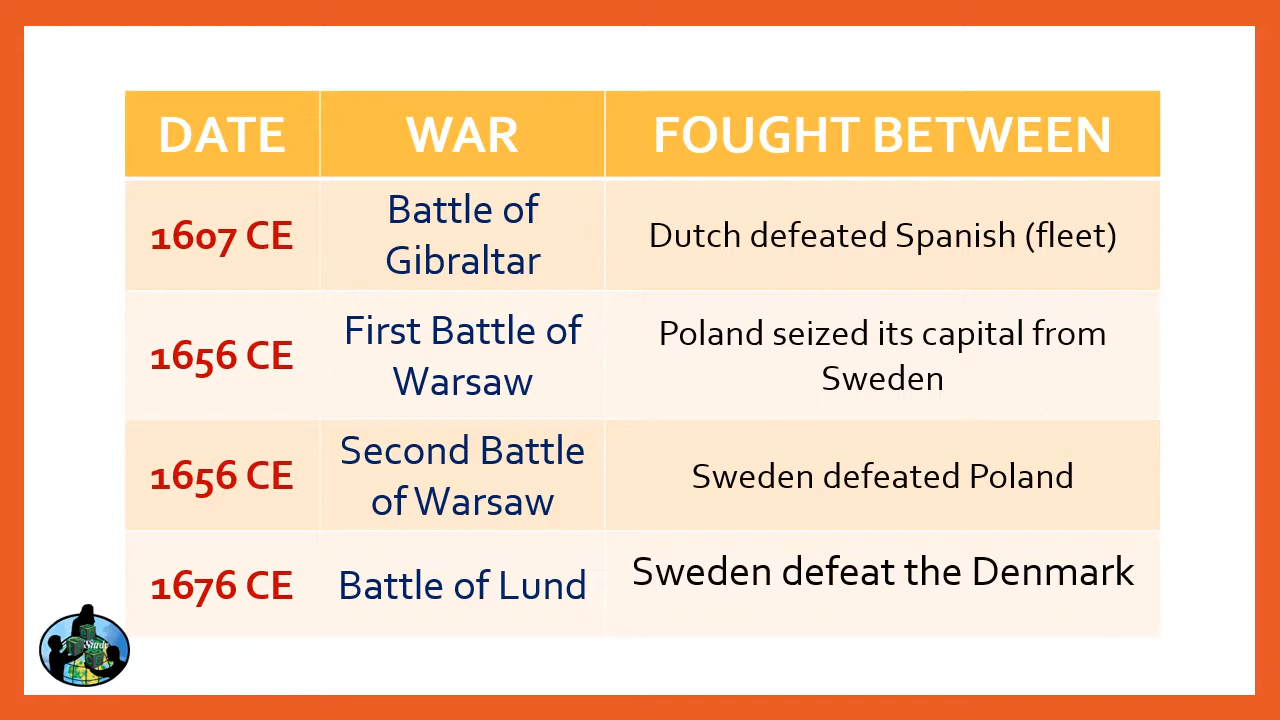 DATE WAR FOUGHT BETWEEN
1607 CE
Battle of
Gibraltar
Dutch defeated Spanish (fleet)
1656 CE
First Battle of
Warsaw
Poland seized its capital from
Sweden
1656 CE
Second Battle
of Warsaw
Sweden defeated Poland
1676 CE
Battle of Lund
Sweden defeat the Denmark
Study